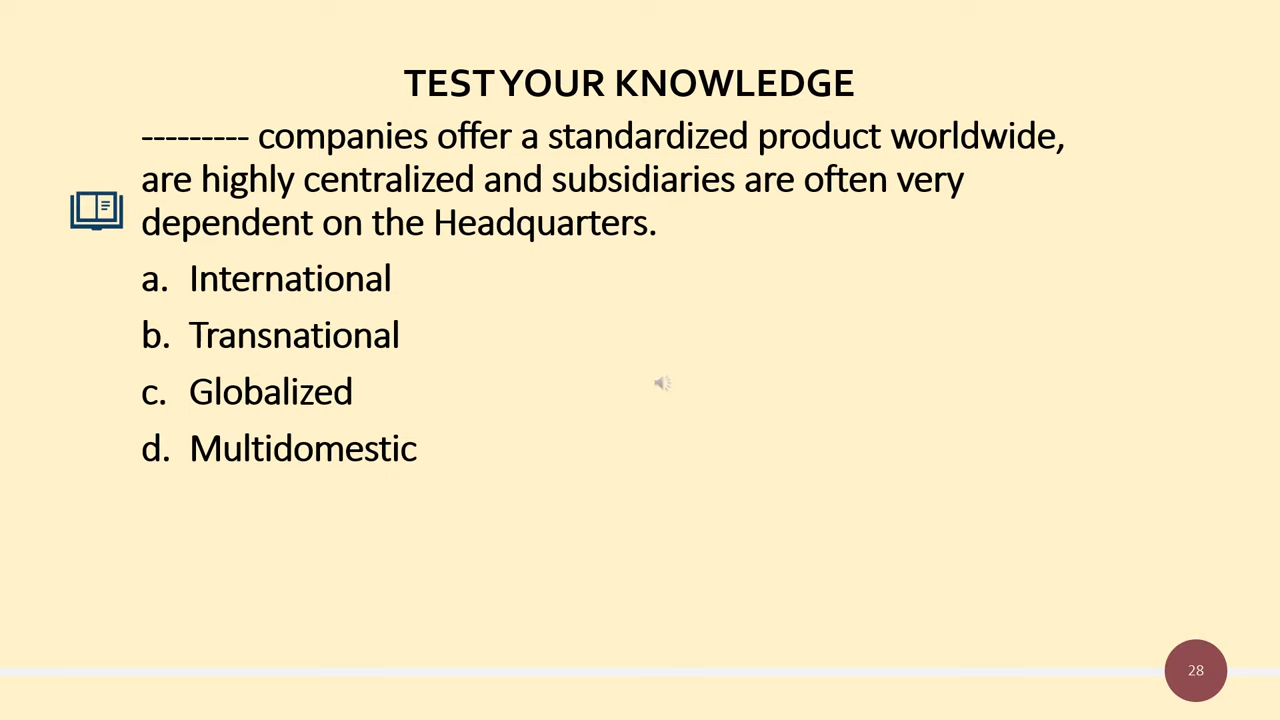 TEST YOUR KNOWLEDGE
--------- companies offer a standardized product worldwide,
are highly centralized and subsidiaries are often very
dependent on the Headquarters.
a. International
b. Transnational
c. Globalized
d. Multidomestic
28